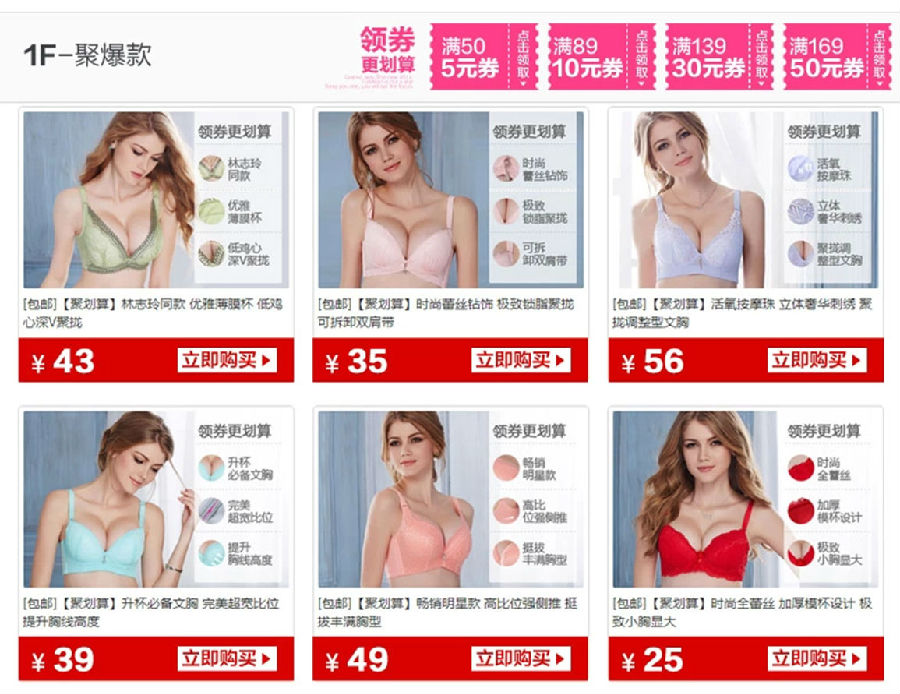 1F-聚爆款
领券
更划算
满50
5元券
点击领取
满89
10元券
点击领取
满139
30元券
点击领取
满169
50元券
点击领取
领券更划算
林志玲
同款
优雅
薄膜杯
低鸡心
深V聚拢
[包邮]【聚划算】林志玲同款 优雅薄膜杯 低鸡
心深V聚拢
¥ 43
立即购买
领券更划算
时尚
蕾丝钻饰
极致
锁脂聚拢
可拆
卸双肩带
[包邮]【聚划算】时尚蕾丝钻饰 极致锁脂聚拢
可拆卸双肩带
¥ 35
立即购买
领券更划算
活氧
按摩珠
立体
奢华刺绣
聚拢调
整型文胸
[包邮]【聚划算】活氧按摩珠 立体奢华刺绣 聚
拢调整型文胸
¥ 56
立即购买
领券更划算
升杯
必备文胸
完美
超宽比位
提升
胸线高度
[包邮]【聚划算】升杯必备文胸 完美超宽比位
提升胸线高度
¥ 39
立即购买
领券更划算
畅销
明星款
高比
位强侧推
挺拔
丰满胸型
[包邮]【聚划算】畅销明星款 高比位强侧推 挺
拔丰满胸型
¥ 49
立即购买
领券更划算
时尚
全蕾丝
加厚
模杯设计
极致
小胸显大
[包邮]【聚划算】时尚全蕾丝 加厚模杯设计 极
致小胸显大
¥ 25
立即购买